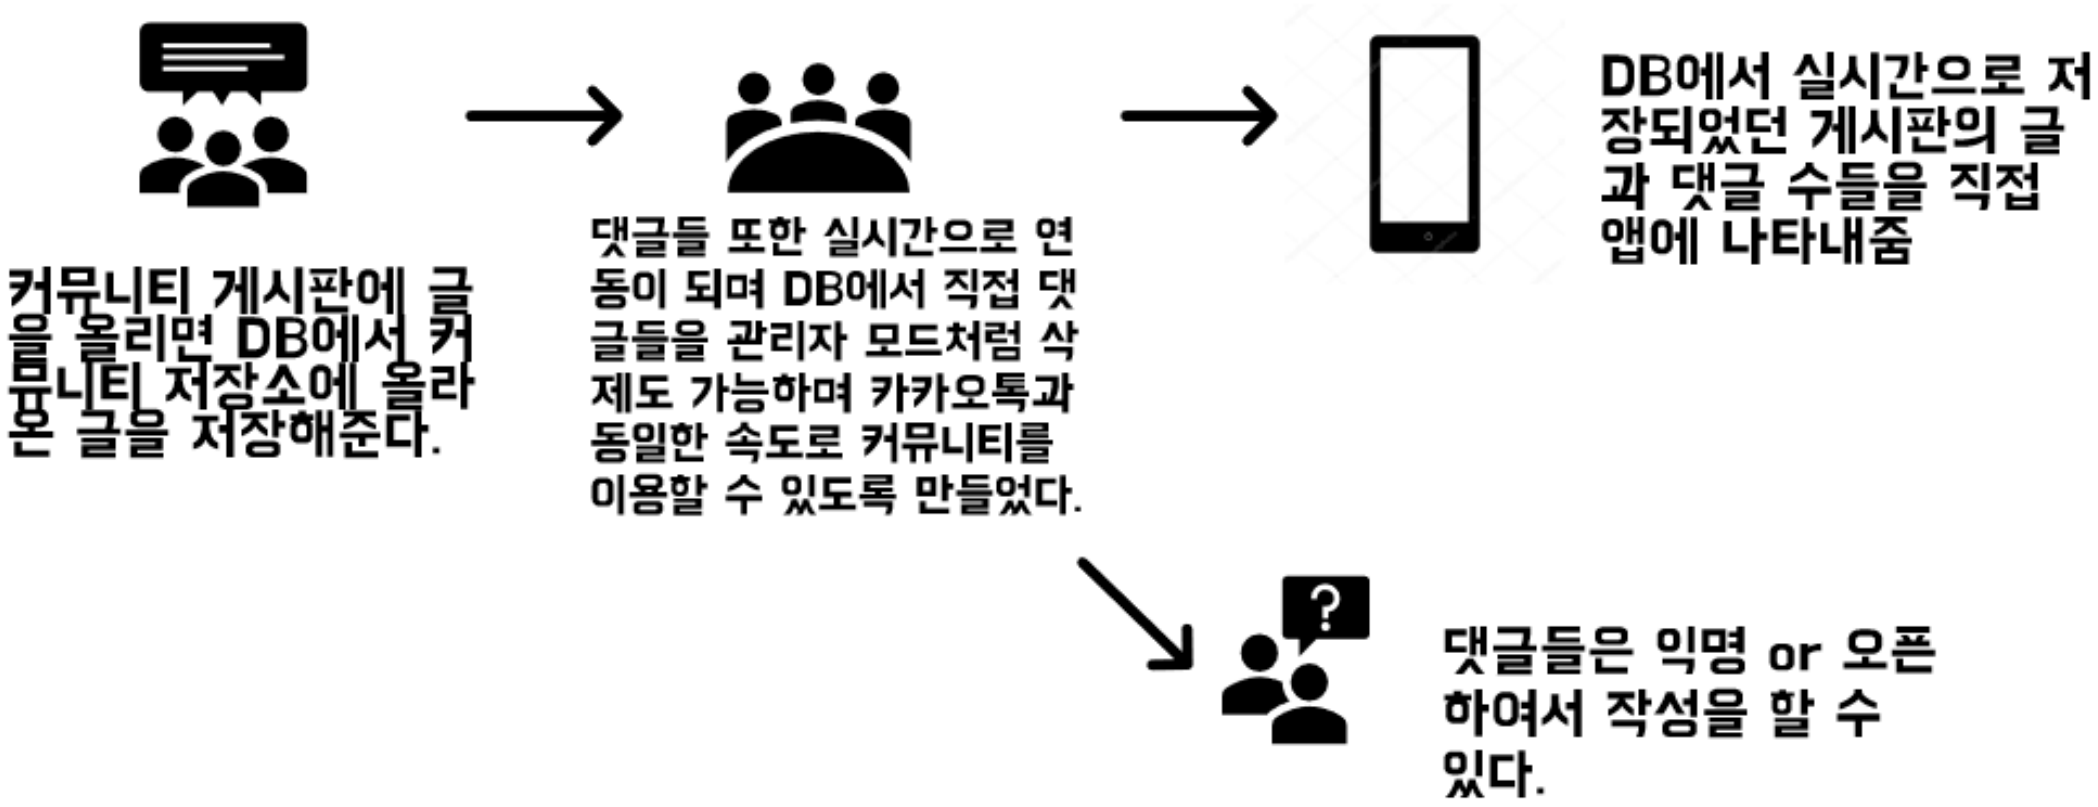 커뮤니티 게시판에 글
을 올리면 DB에서 커
뮤니티 저장소에 올라
온 글을 저장해준다.
댓글들 또한 실시간으로 연
동이 되며 DB에서 직접 댓
글들을 관리자 모드처럼 삭
제도 가능하며 카카오톡과
동일한 속도로 커뮤니티를
이용할 수 있도록 만들었다.
DB에서 실시간으로 저
장되었던 게시판의 글
과 댓글 수들을 직접
앱에 나타내줌
?
댓글들은 익명 or 오픈
하여서 작성을 할 수
있다.